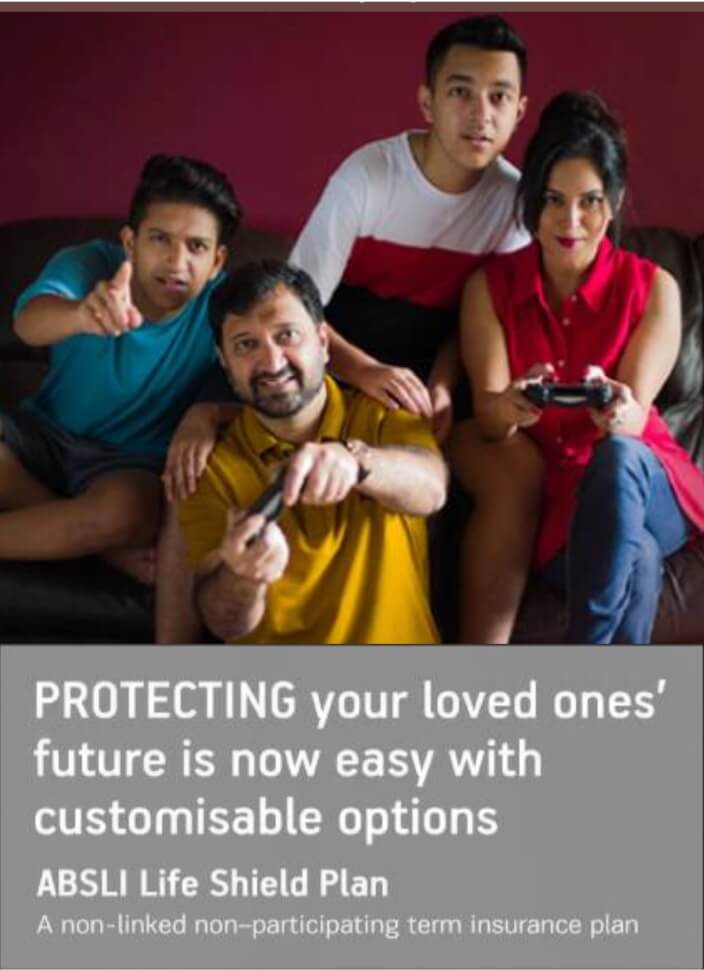 PROTECTING your loved ones'
future is now easy with
customisable options
ABSLI Life Shield Plan
A non-linked non–participating term insurance plan